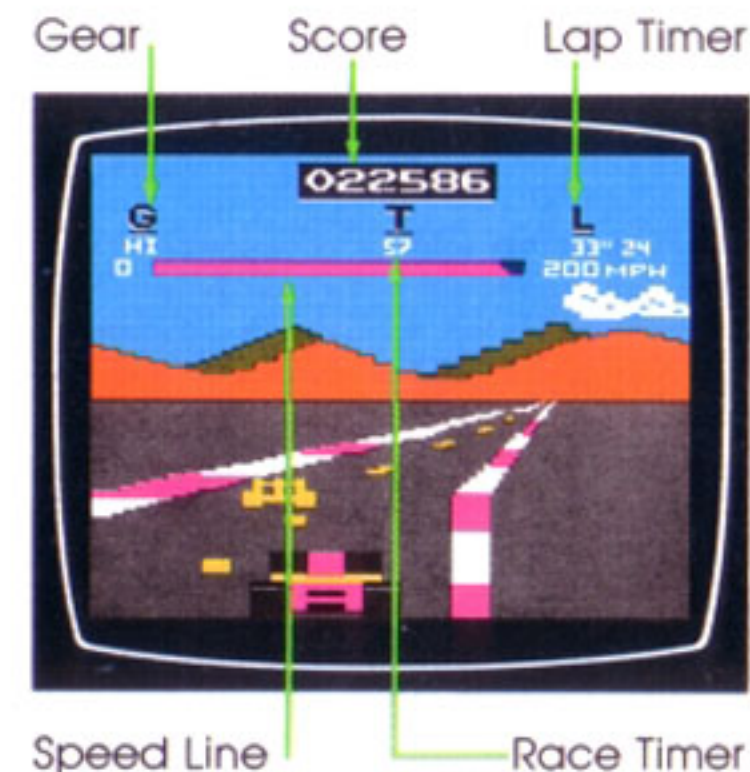 Gear Score Lap Timer
022586
G T L
HI 57 33" 24
0 200 MPH
Speed Line Race Timer